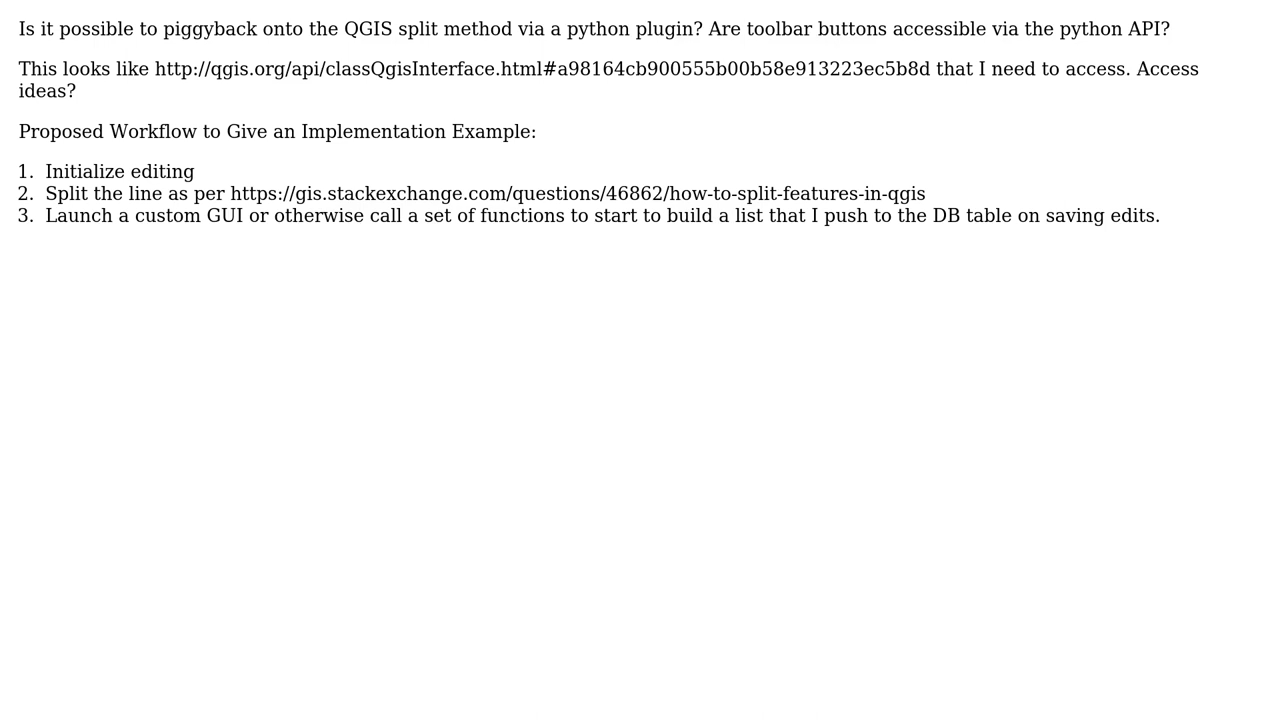 Is it possible to piggyback onto the QGIS split method via a python plugin? Are toolbar buttons accessible via the python API?
This looks like http://qgis.org/api/classQgisInterface.html#a98164cb900555b00b58e913223ec5b8d that I need to access. Access
ideas?
Proposed Workflow to Give an Implementation Example:
1. Initialize editing
2. Split the line as per https://gis.stackexchange.com/questions/46862/how-to-split-features-in-qgis
3. Launch a custom GUI or otherwise call a set of functions to start to build a list that I push to the DB table on saving edits.